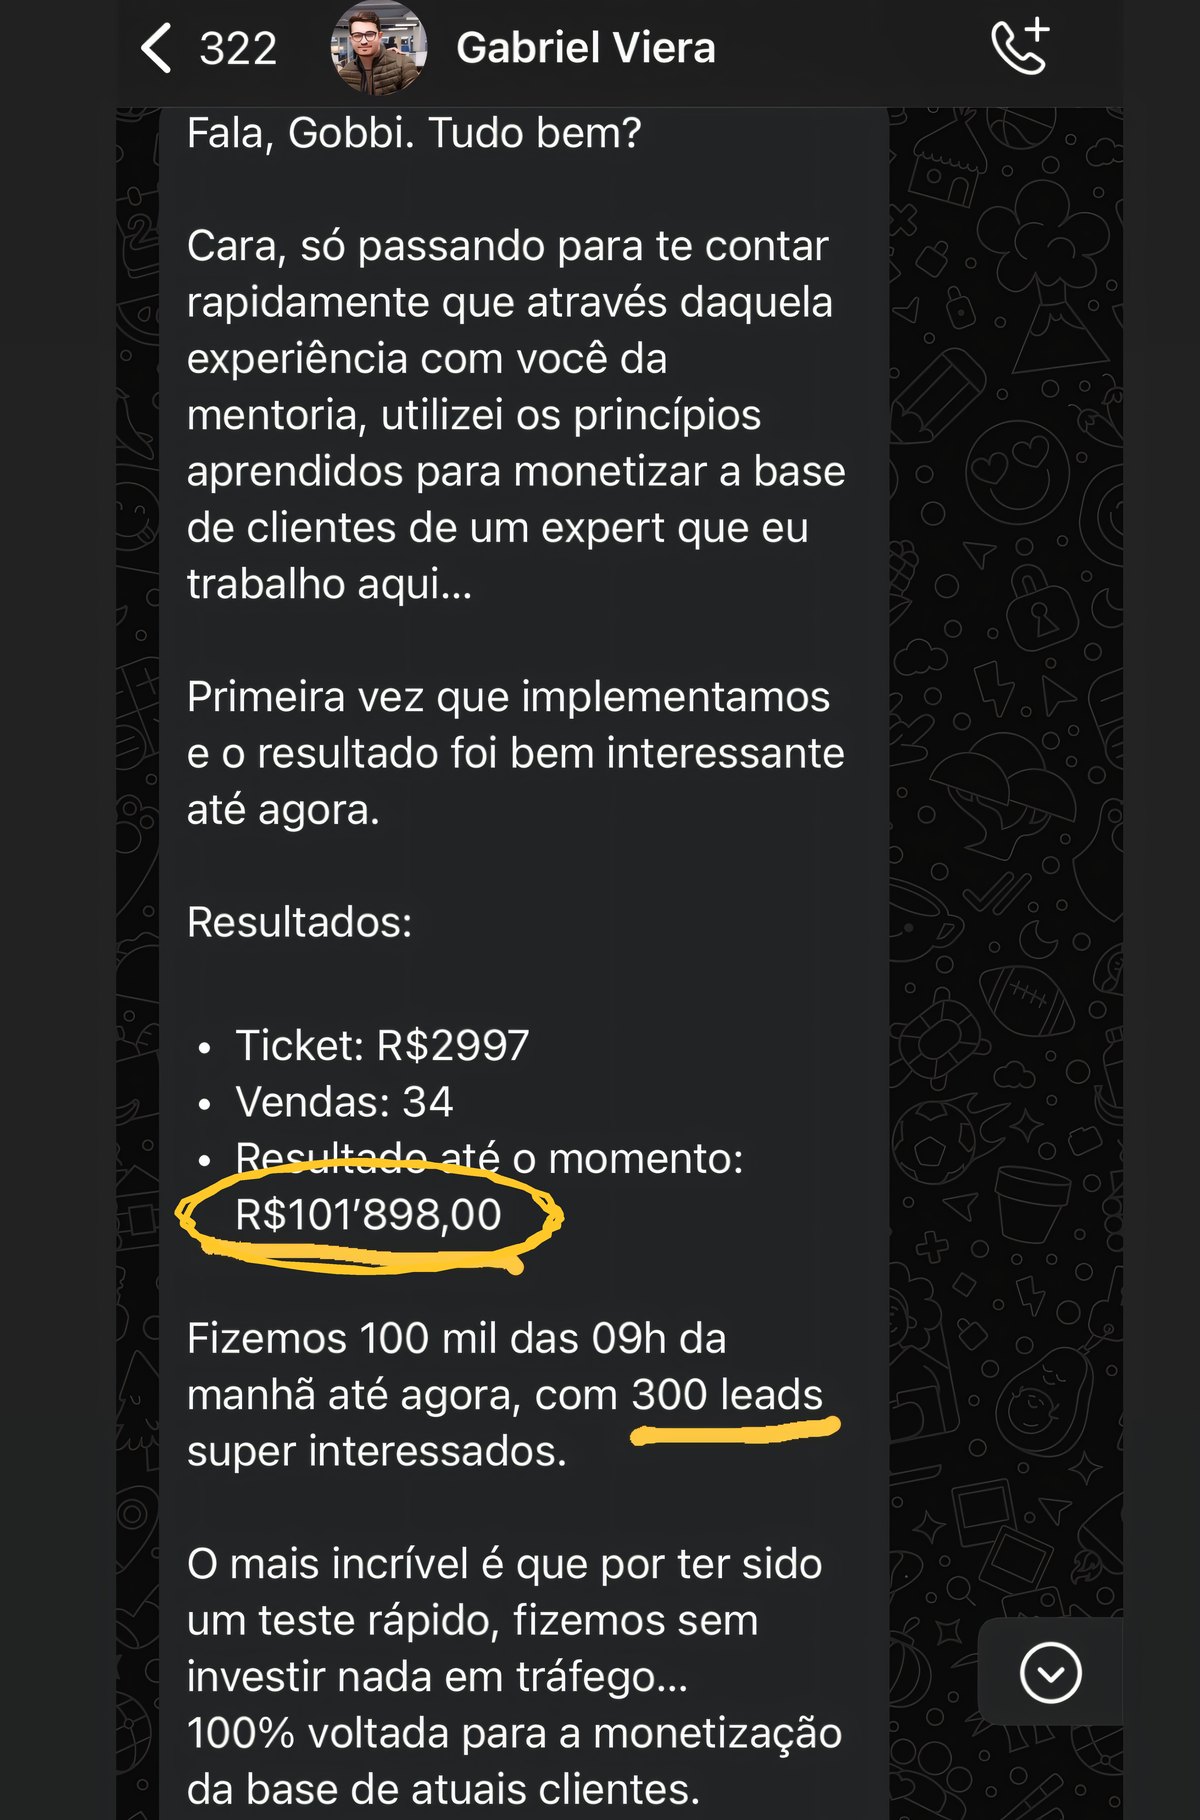 322
Gabriel Viera
Fala, Gobbi. Tudo bem?
Cara, só passando para te contar
rapidamente que através daquela
experiência com você da
mentoria, utilizei os princípios
aprendidos para monetizar a base
de clientes de um expert que eu
trabalho aqui...
Primeira vez que implementamos
e o resultado foi bem interessante
até agora.
Resultados:
• Ticket: R$2997
• Vendas: 34
• Resultado até o momento:
R$101’898,00
Fizemos 100 mil das 09h da
manhã até agora, com 300 leads
super interessados.
O mais incrível é que por ter sido
um teste rápido, fizemos sem
investir nada em tráfego...
100% voltada para a monetização
da base de atuais clientes.